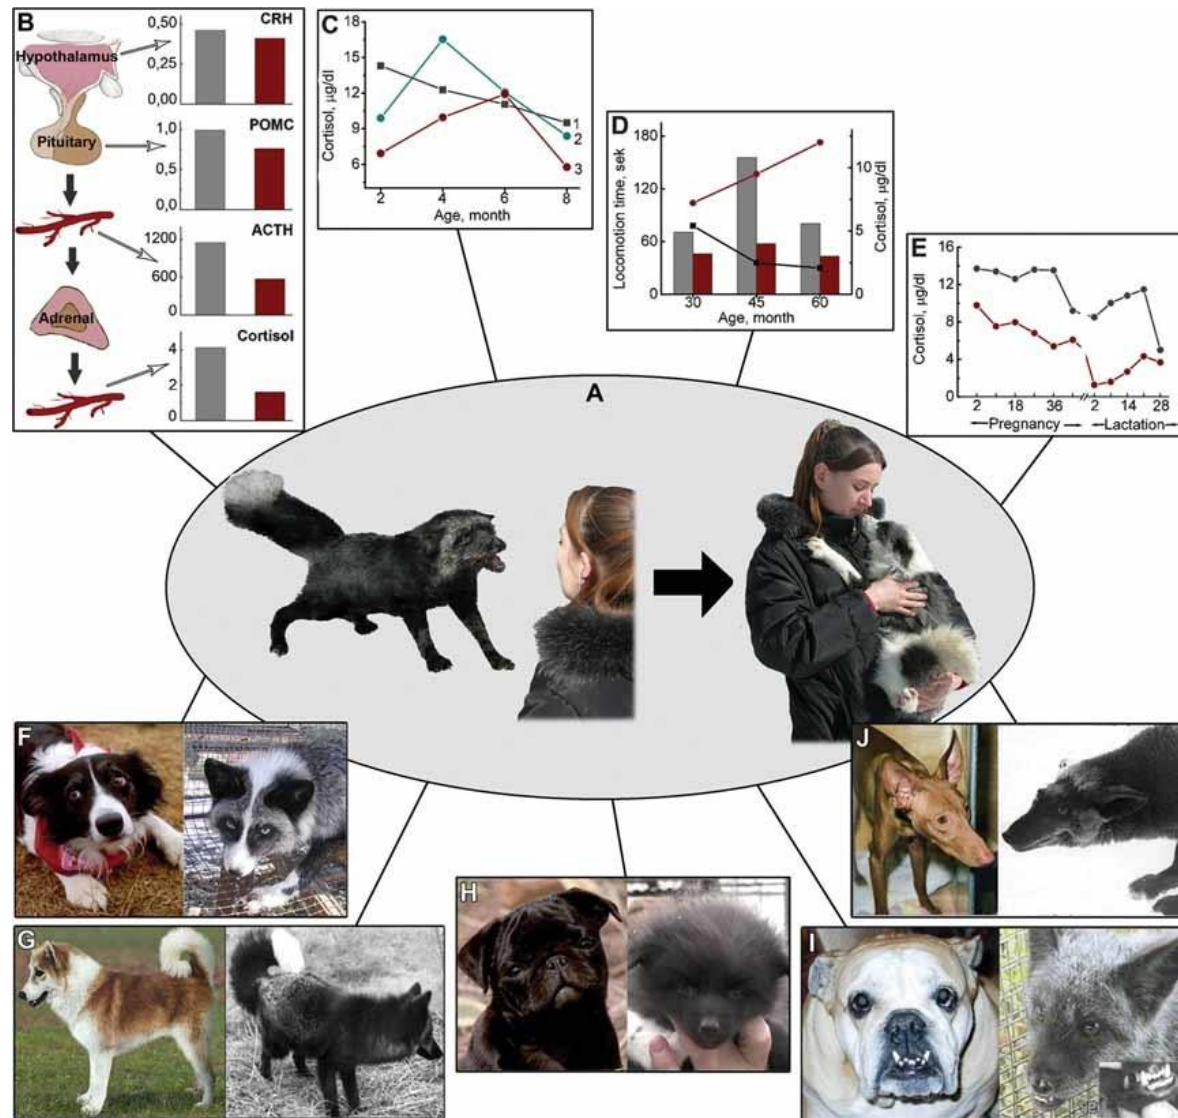 B
Hypothalamus
Pituitary
Adrenal
CRH
0,50
0,25
0,00
POMC
1,0
0,5
0,0
ACTH
1200
600
0
Cortisol
4
2
0
C
Cortisol, µg/dl
18
15
12
9
6
1
2
3
2 4 6 8
Age, month
D
Locomotion time, sek
180
120
60
0
Cortisol, µg/dl
10
5
0
30 45 60
Age, month
E
Cortisol, µg/dl
16
12
8
4
0
2 18 36 2 14 28
Pregnancy Lactation
A
F
G
H
I
J